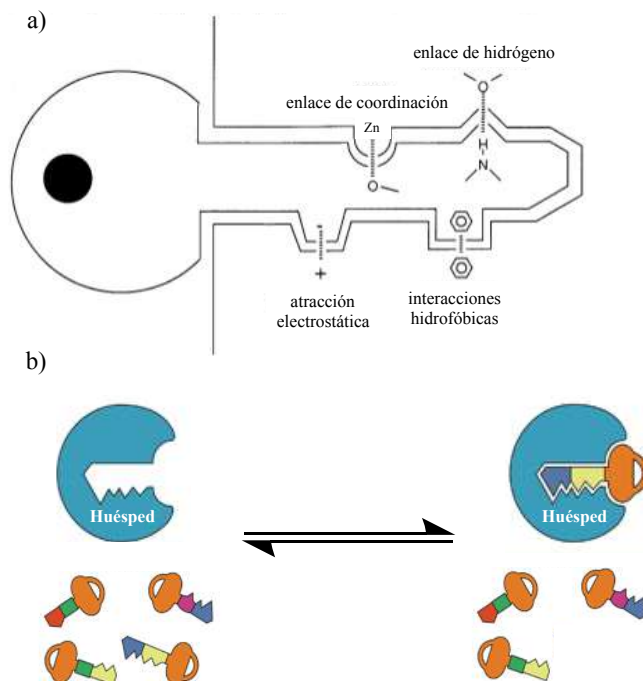 a)
enlace de hidrógeno
O
enlace de coordinación
Zn
H
N
O
-
+
atracción
electrostática
interacciones
hidrofóbicas
b)
Huésped
Huésped